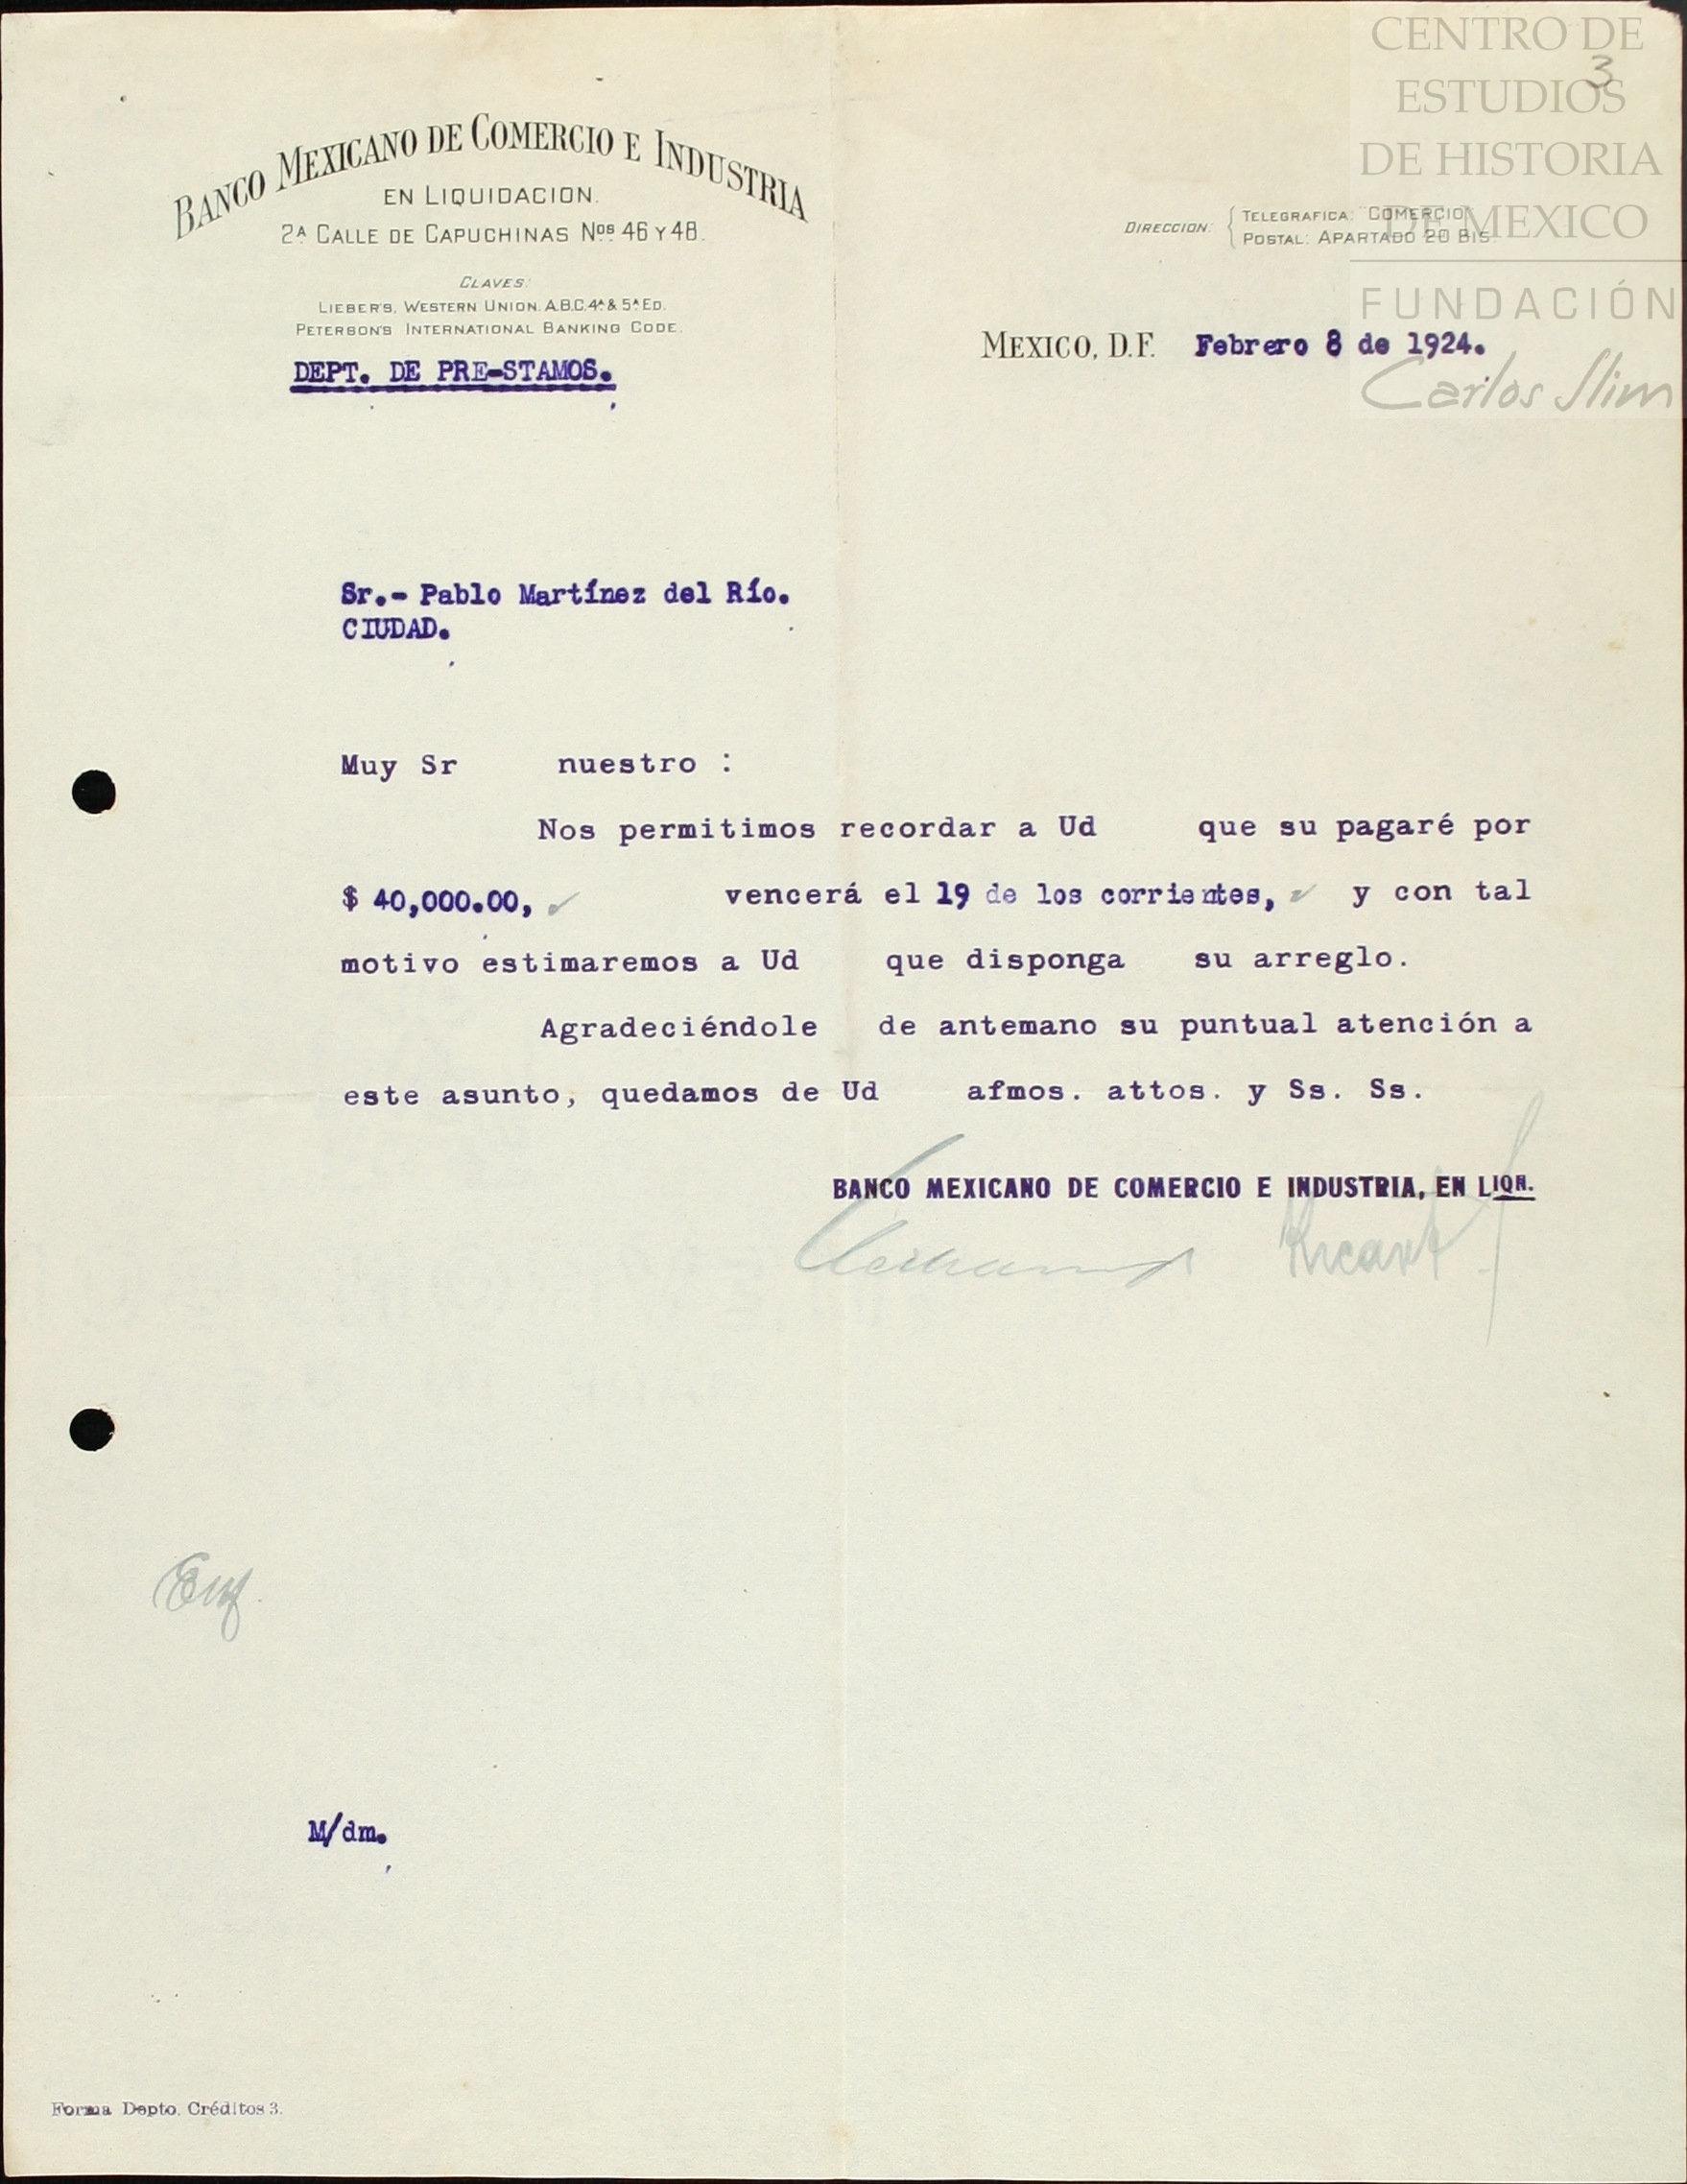 CENTRO DE
ESTUDIOS
DE HISTORIA
DE MEXICO
FUNDACIÓN
Carlos Slim
3
BANCO MEXICANO DE COMERCIO E INDUSTRIA
EN LIQUIDACION.
2ª CALLE DE CAPUCHINAS Nos. 46 Y 48.
CLAVES:
LIEBER'S, WESTERN UNION. A.B.C. 4ª & 5ª ED.
PETERSON'S INTERNATIONAL BANKING CODE.
DIRECCION: { TELEGRAFICA: "COMERCIO"
POSTAL: APARTADO 20 BIS.
DEPT. DE PRE-STAMOS.
MEXICO, D.F. Febrero 8 de 1924.
Sr.- Pablo Martínez del Río.
CIUDAD.
Muy Sr nuestro :
Nos permitimos recordar a Ud que su pagaré por
$ 40,000.00, vencerá el 19 de los corrientes, y con tal
motivo estimaremos a Ud que disponga su arreglo.
Agradeciéndole de antemano su puntual atención a
este asunto, quedamos de Ud afmos. attos. y Ss. Ss.
BANCO MEXICANO DE COMERCIO E INDUSTRIA, EN LIQN.
M/dm.
Forma Depto. Créditos 3.